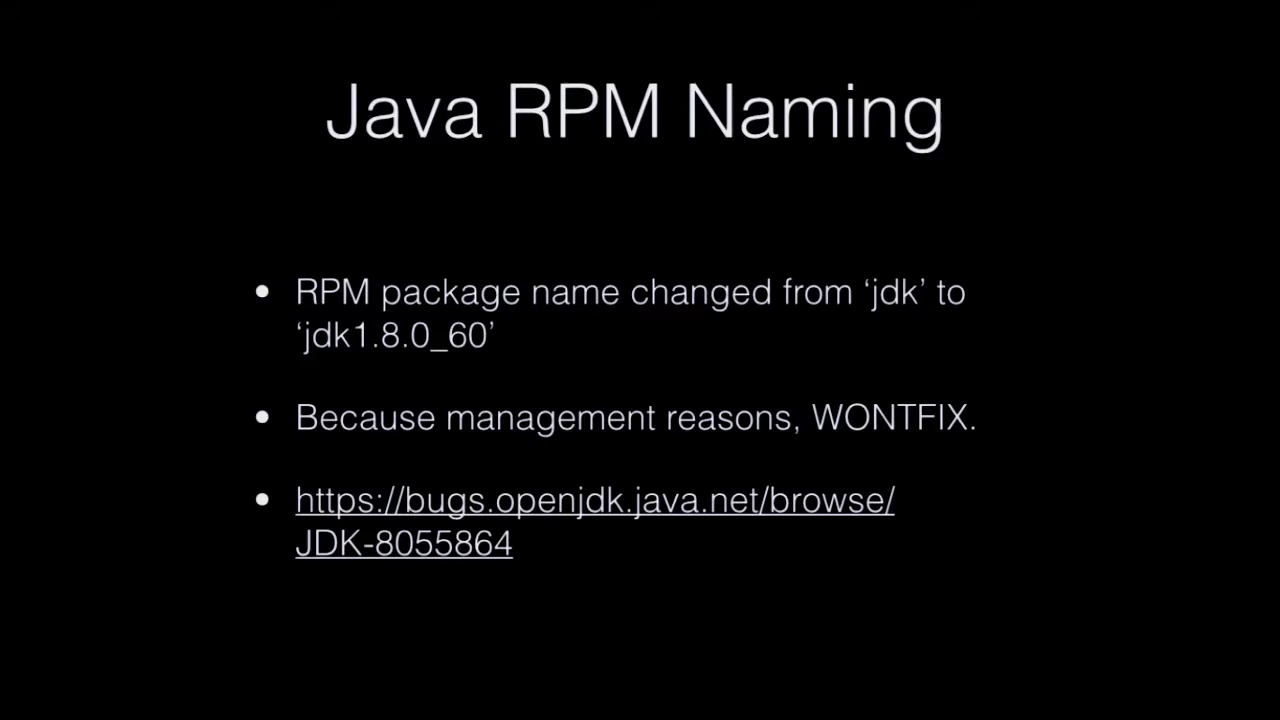 Java RPM Naming
• RPM package name changed from ‘jdk’ to
‘jdk1.8.0_60’
• Because management reasons, WONTFIX.
• https://bugs.openjdk.java.net/browse/
JDK-8055864